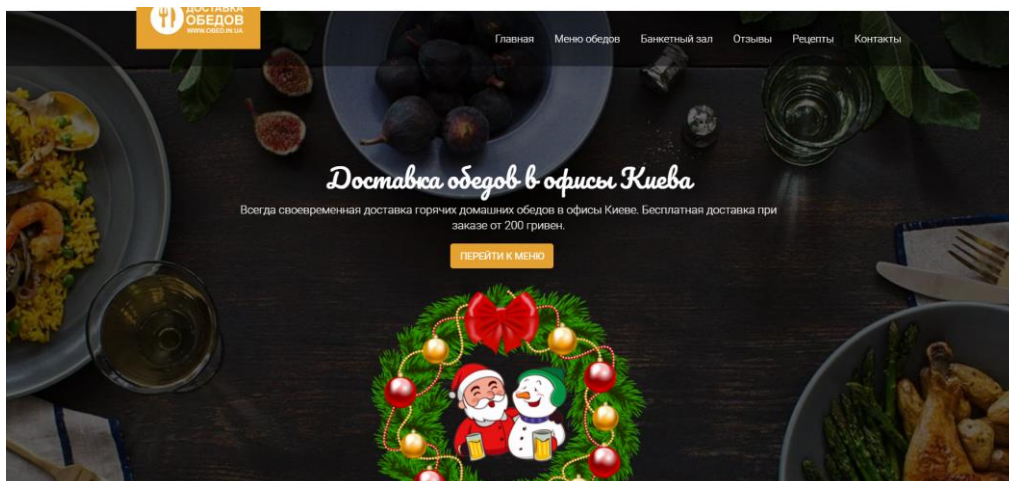 ДОСТАВКА
ОБЕДОВ
WWW.OBED.IN.UA
Главная Меню обедов Банкетный зал Отзывы Рецепты Контакты
Доставка обедов в офисы Киева
Всегда своевременная доставка горячих домашних обедов в офисы Киеве. Бесплатная доставка при
заказе от 200 гривен.
ПЕРЕЙТИ К МЕНЮ